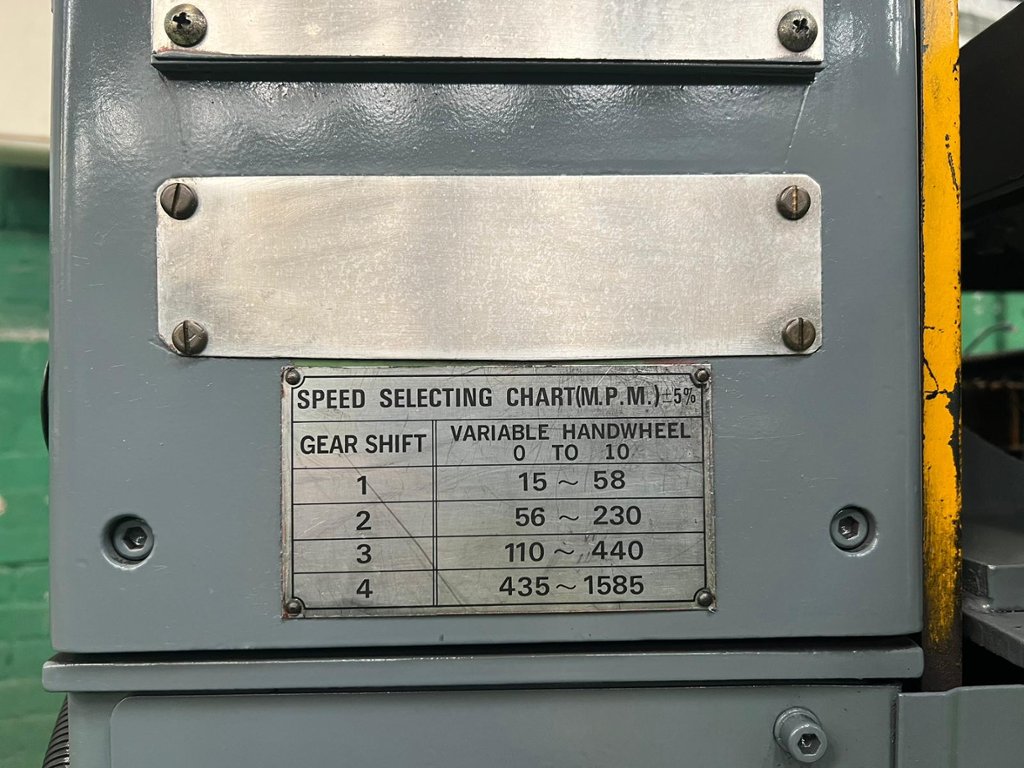 SPEED SELECTING CHART(M.P.M.)±5%
GEAR SHIFT VARIABLE HANDWHEEL
0 TO 10
1 15 ~ 58
2 56 ~ 230
3 110 ~ 440
4 435 ~ 1585